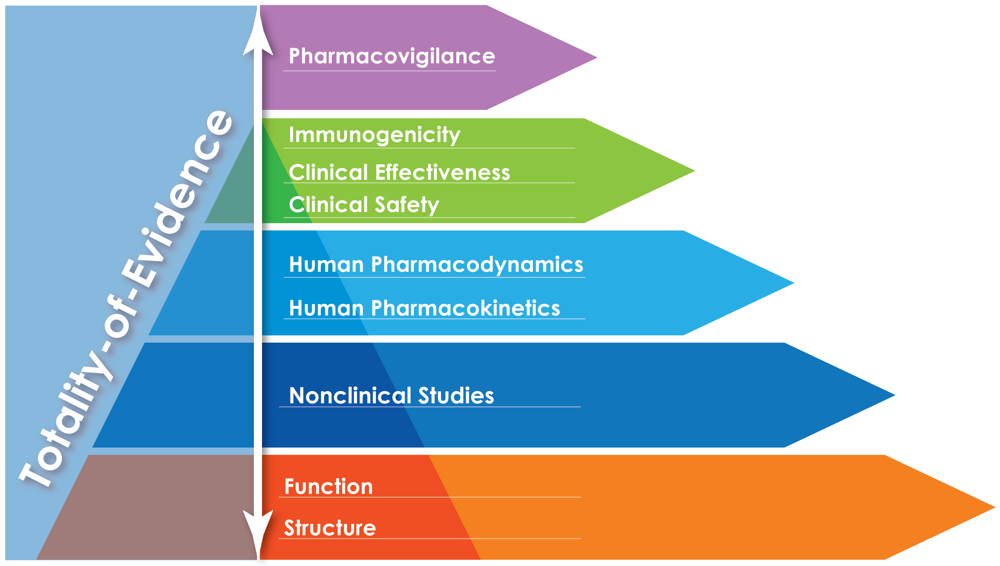 Totality-of-Evidence
Pharmacovigilance
Immunogenicity
Clinical Effectiveness
Clinical Safety
Human Pharmacodynamics
Human Pharmacokinetics
Nonclinical Studies
Function
Structure